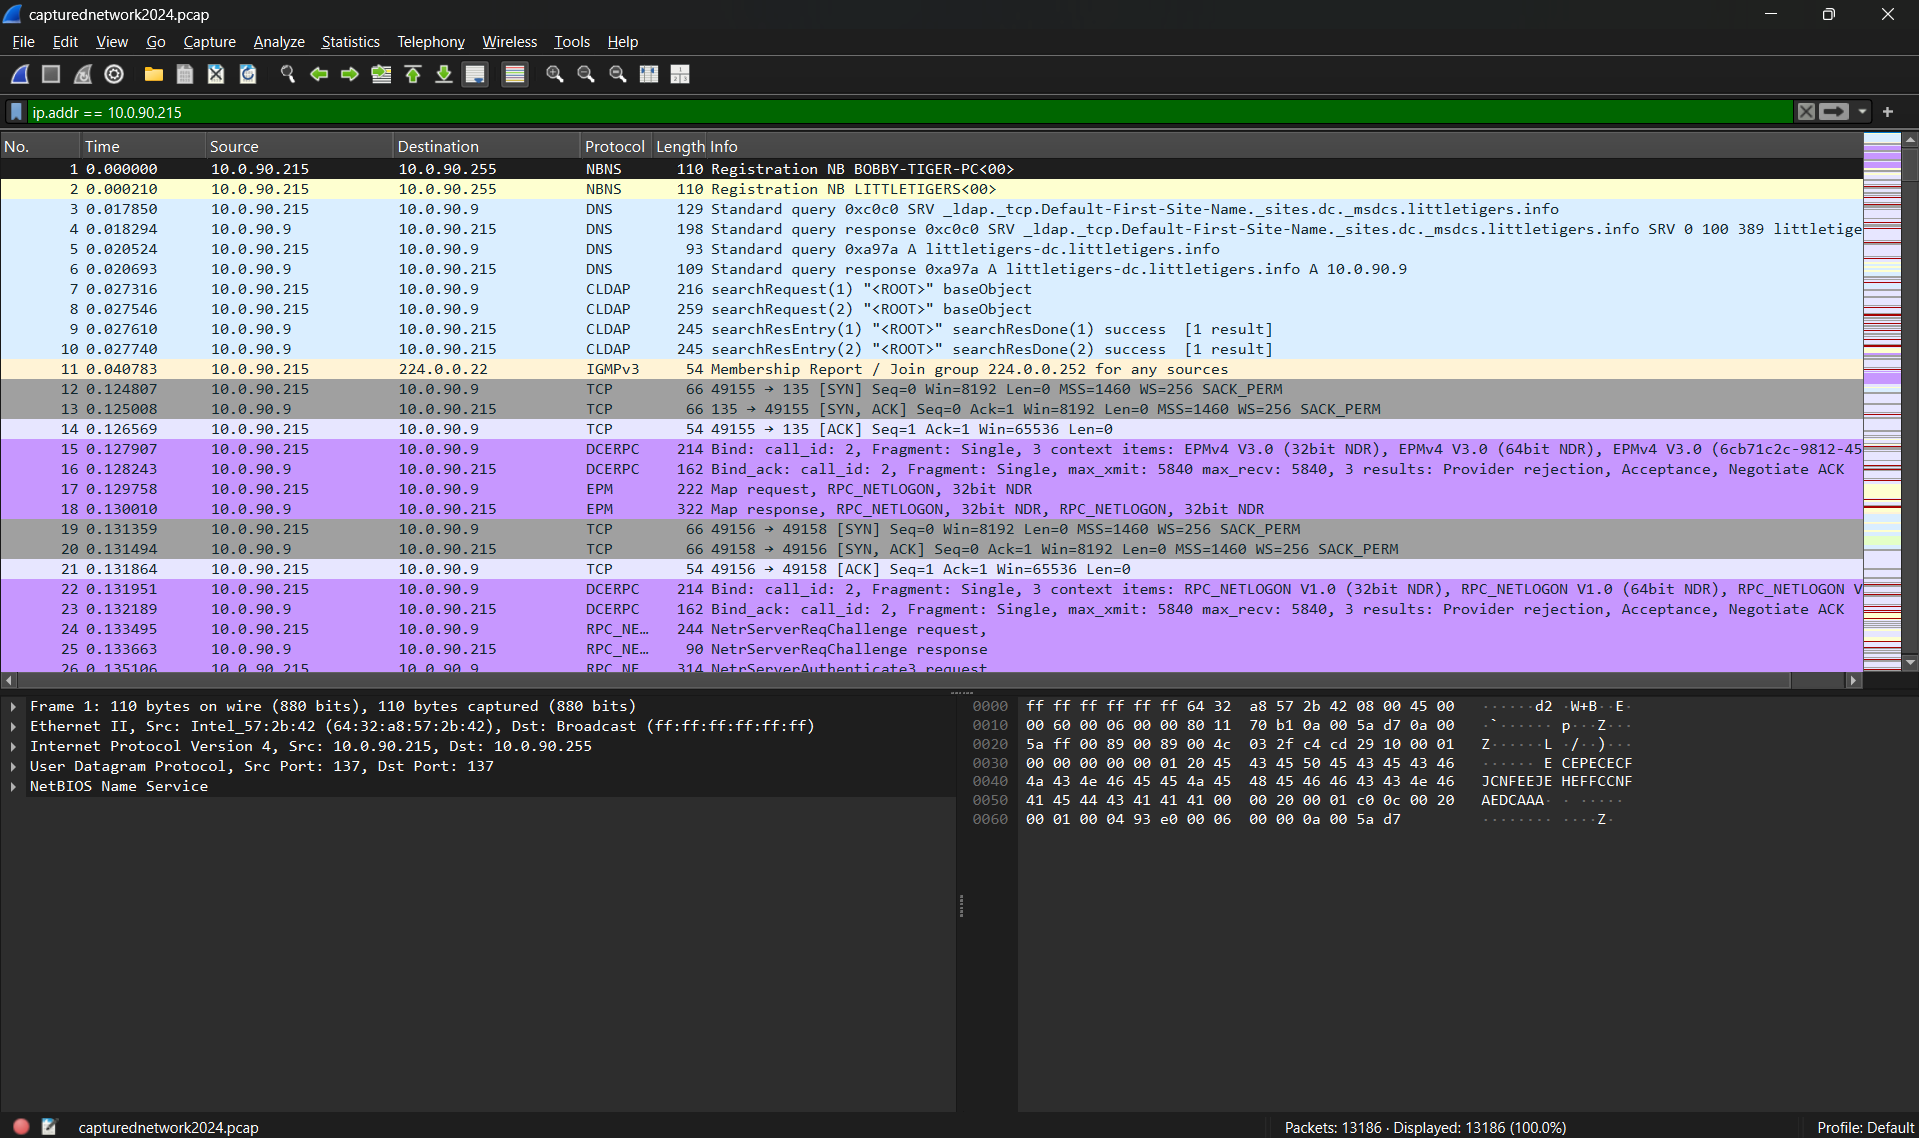 capturednetwork2024.pcap
File Edit View Go Capture Analyze Statistics Telephony Wireless Tools Help
ip.addr == 10.0.90.215
No. Time Source Destination Protocol Length Info
1 0.000000 10.0.90.215 10.0.90.255 NBNS 110 Registration NB BOBBY-TIGER-PC<00>
2 0.000210 10.0.90.215 10.0.90.255 NBNS 110 Registration NB LITTLETIGERS<00>
3 0.017850 10.0.90.215 10.0.90.9 DNS 129 Standard query 0xc0c0 SRV _ldap._tcp.Default-First-Site-Name._sites.dc._msdcs.littletigers.info
4 0.018294 10.0.90.9 10.0.90.215 DNS 198 Standard query response 0xc0c0 SRV _ldap._tcp.Default-First-Site-Name._sites.dc._msdcs.littletigers.info SRV 0 100 389 littletige
5 0.020524 10.0.90.215 10.0.90.9 DNS 93 Standard query 0xa97a A littletigers-dc.littletigers.info
6 0.020693 10.0.90.9 10.0.90.215 DNS 109 Standard query response 0xa97a A littletigers-dc.littletigers.info A 10.0.90.9
7 0.027316 10.0.90.215 10.0.90.9 CLDAP 216 searchRequest(1) "<ROOT>" baseObject
8 0.027546 10.0.90.215 10.0.90.9 CLDAP 259 searchRequest(2) "<ROOT>" baseObject
9 0.027610 10.0.90.9 10.0.90.215 CLDAP 245 searchResEntry(1) "<ROOT>" searchResDone(1) success [1 result]
10 0.027740 10.0.90.9 10.0.90.215 CLDAP 245 searchResEntry(2) "<ROOT>" searchResDone(2) success [1 result]
11 0.040783 10.0.90.215 224.0.0.22 IGMPv3 54 Membership Report / Join group 224.0.0.252 for any sources
12 0.124807 10.0.90.215 10.0.90.9 TCP 66 49155 → 135 [SYN] Seq=0 Win=8192 Len=0 MSS=1460 WS=256 SACK_PERM
13 0.125008 10.0.90.9 10.0.90.215 TCP 66 135 → 49155 [SYN, ACK] Seq=0 Ack=1 Win=8192 Len=0 MSS=1460 WS=256 SACK_PERM
14 0.126569 10.0.90.215 10.0.90.9 TCP 54 49155 → 135 [ACK] Seq=1 Ack=1 Win=65536 Len=0
15 0.127907 10.0.90.215 10.0.90.9 DCERPC 214 Bind: call_id: 2, Fragment: Single, 3 context items: EPMv4 V3.0 (32bit NDR), EPMv4 V3.0 (64bit NDR), EPMv4 V3.0 (6cb71c2c-9812-45
16 0.128243 10.0.90.9 10.0.90.215 DCERPC 162 Bind_ack: call_id: 2, Fragment: Single, max_xmit: 5840 max_recv: 5840, 3 results: Provider rejection, Acceptance, Negotiate ACK
17 0.129758 10.0.90.215 10.0.90.9 EPM 222 Map request, RPC_NETLOGON, 32bit NDR
18 0.130010 10.0.90.9 10.0.90.215 EPM 322 Map response, RPC_NETLOGON, 32bit NDR, RPC_NETLOGON, 32bit NDR
19 0.131359 10.0.90.215 10.0.90.9 TCP 66 49156 → 49158 [SYN] Seq=0 Win=8192 Len=0 MSS=1460 WS=256 SACK_PERM
20 0.131494 10.0.90.9 10.0.90.215 TCP 66 49158 → 49156 [SYN, ACK] Seq=0 Ack=1 Win=8192 Len=0 MSS=1460 WS=256 SACK_PERM
21 0.131864 10.0.90.215 10.0.90.9 TCP 54 49156 → 49158 [ACK] Seq=1 Ack=1 Win=65536 Len=0
22 0.131951 10.0.90.215 10.0.90.9 DCERPC 214 Bind: call_id: 2, Fragment: Single, 3 context items: RPC_NETLOGON V1.0 (32bit NDR), RPC_NETLOGON V1.0 (64bit NDR), RPC_NETLOGON V
23 0.132189 10.0.90.9 10.0.90.215 DCERPC 162 Bind_ack: call_id: 2, Fragment: Single, max_xmit: 5840 max_recv: 5840, 3 results: Provider rejection, Acceptance, Negotiate ACK
24 0.133495 10.0.90.215 10.0.90.9 RPC_NE… 244 NetrServerReqChallenge request,
25 0.133663 10.0.90.9 10.0.90.215 RPC_NE… 90 NetrServerReqChallenge response
26 0.135106 10.0.90.215 10.0.90.9 RPC_NE 314 NetrServerAuthenticate3 request
Frame 1: 110 bytes on wire (880 bits), 110 bytes captured (880 bits)
Ethernet II, Src: Intel_57:2b:42 (64:32:a8:57:2b:42), Dst: Broadcast (ff:ff:ff:ff:ff:ff)
Internet Protocol Version 4, Src: 10.0.90.215, Dst: 10.0.90.255
User Datagram Protocol, Src Port: 137, Dst Port: 137
NetBIOS Name Service
0000 ff ff ff ff ff ff 64 32 a8 57 2b 42 08 00 45 00 ······d2 ·W+B··E·
0010 00 60 00 06 00 00 80 11 70 b1 0a 00 5a d7 0a 00 ·`······ p···Z···
0020 5a ff 00 89 00 89 00 4c 03 2f c4 cd 29 10 00 01 Z······L ·/··)···
0030 00 00 00 00 00 01 20 45 43 45 50 45 43 45 43 46 ······ E CEPECECF
0040 4a 43 4e 46 45 45 4a 45 48 45 46 46 43 43 4e 46 JCNFEEJE HEFFCCNF
0050 41 45 44 43 41 41 41 00 00 20 00 01 c0 0c 00 20 AEDCAAA· · ·····
0060 00 01 00 04 93 e0 00 06 00 00 0a 00 5a d7 ········ ····Z·
capturednetwork2024.pcap
Packets: 13186 · Displayed: 13186 (100.0%)
Profile: Default